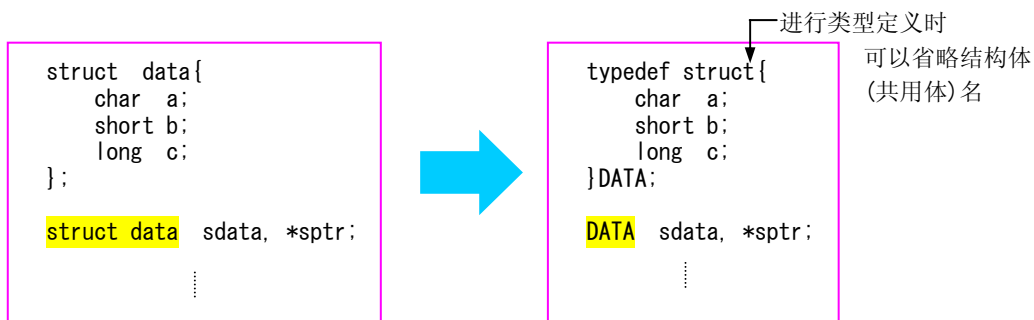 struct  data{
    char  a;
    short b;
    long  c;
};
struct data  sdata, *sptr;
进行类型定义时
可以省略结构体
(共用体)名
typedef struct{
    char  a;
    short b;
    long  c;
}DATA;
DATA  sdata, *sptr;